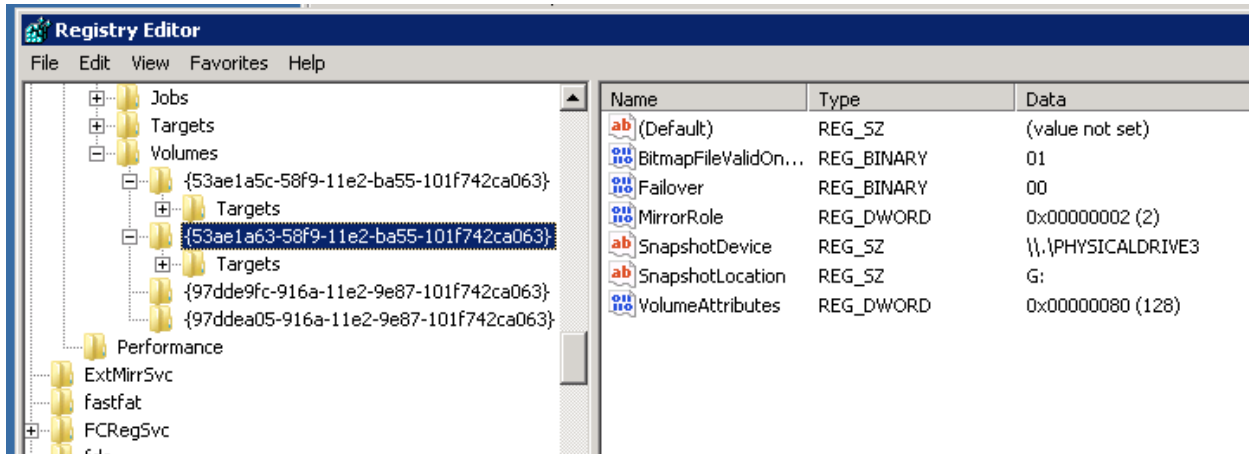 Registry Editor
File Edit View Favorites Help
Jobs
Targets
Volumes
{53ae1a5c-58f9-11e2-ba55-101f742ca063}
Targets
{53ae1a63-58f9-11e2-ba55-101f742ca063}
Targets
{97dde9fc-916a-11e2-9e87-101f742ca063}
{97ddea05-916a-11e2-9e87-101f742ca063}
Performance
ExtMirrSvc
fastfat
FCRegSvc
Name Type Data
(Default) REG_SZ (value not set)
BitmapFileValidOn... REG_BINARY 01
Failover REG_BINARY 00
MirrorRole REG_DWORD 0x00000002 (2)
SnapshotDevice REG_SZ \\.\PHYSICALDRIVE3
SnapshotLocation REG_SZ G:
VolumeAttributes REG_DWORD 0x00000080 (128)